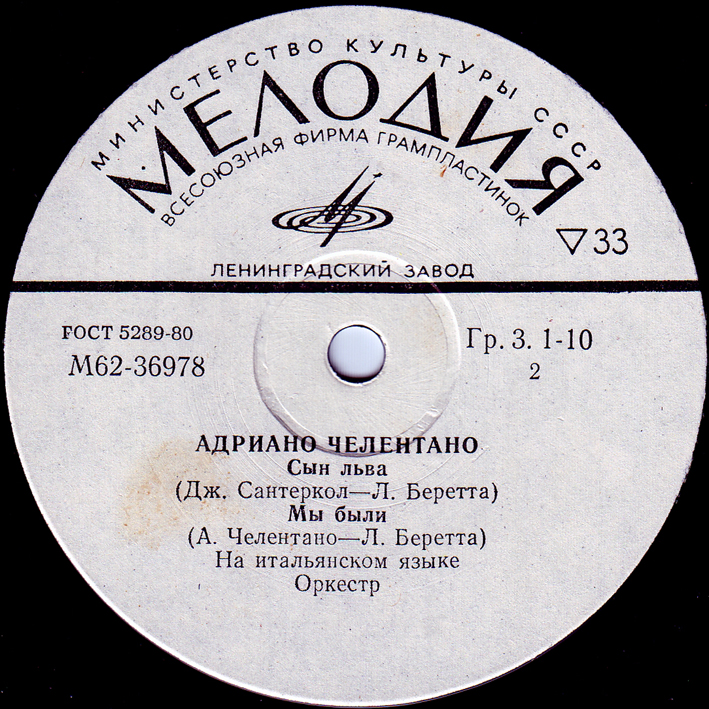 МИНИСТЕРСТВО КУЛЬТУРЫ СССР
МЕЛОДИЯ
ВСЕСОЮЗНАЯ ФИРМА ГРАМПЛАСТИНОК
▽33
ЛЕНИНГРАДСКИЙ ЗАВОД
ГОСТ 5289-80
Гр. 3. 1-10
М62-36978
2
АДРИАНО ЧЕЛЕНТАНО
Сын льва
(Дж. Сантеркол—Л. Беретта)
Мы были
(А. Челентано—Л. Беретта)
На итальянском языке
Оркестр